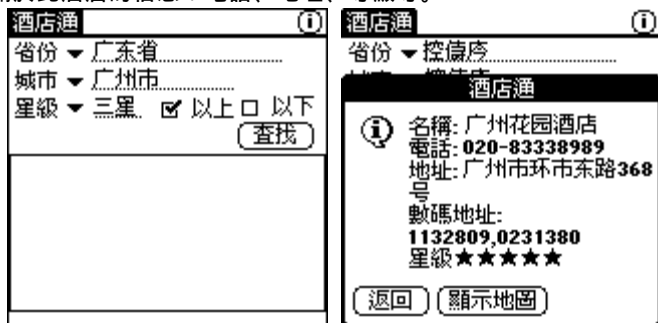 酒店通
省份 广东省
城市 广州市
星級 三星 以上 以下
查找
酒店通
省份 控儓庈
酒店通
名稱: 广州花园酒店
電話: 020-83338989
地址: 广州市环市东路368
号
數碼地址:
1132809,0231380
星級★★★★★
返回 顯示地圖